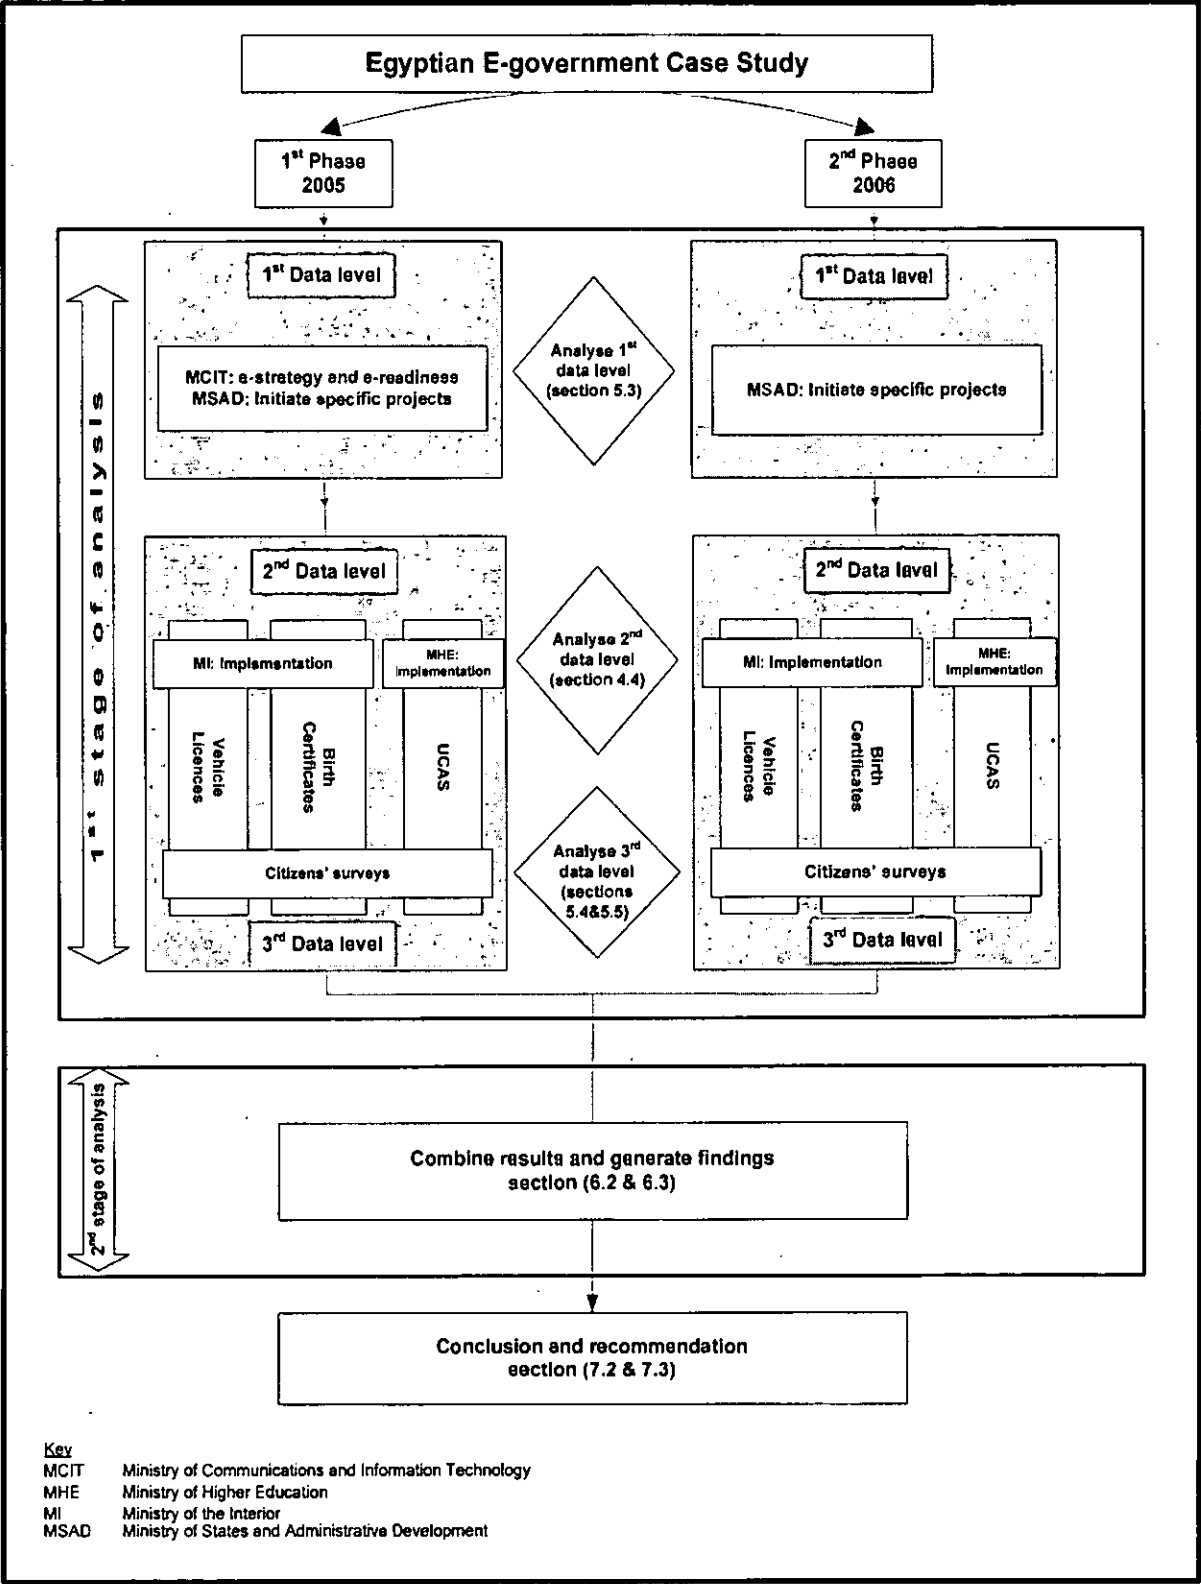 Egyptian E-government Case Study
1st Phase
2005
2nd Phase
2006
1st Data level
1st Data level
MCIT: e-strategy and e-readiness
MSAD: Initiate specific projects
Analyse 1st
data level
(section 5.3)
MSAD: Initiate specific projects
1st stage of analysis
2nd Data level
2nd Data level
MI: Implementation
MHE:
Implementation
Analyse 2nd
data level
(section 4.4)
MI: Implementation
MHE:
Implementation
Vehicle
Licences
Birth
Certificates
UCAS
Vehicle
Licences
Birth
Certificates
UCAS
Citizens' surveys
Analyse 3rd
data level
(sections
5.4&5.5)
Citizens' surveys
3rd Data level
3rd Data level
2nd stage of analysis
Combine results and generate findings
section (6.2 & 6.3)
Conclusion and recommendation
section (7.2 & 7.3)
Key
MCIT Ministry of Communications and Information Technology
MHE Ministry of Higher Education
MI Ministry of the Interior
MSAD Ministry of States and Administrative Development